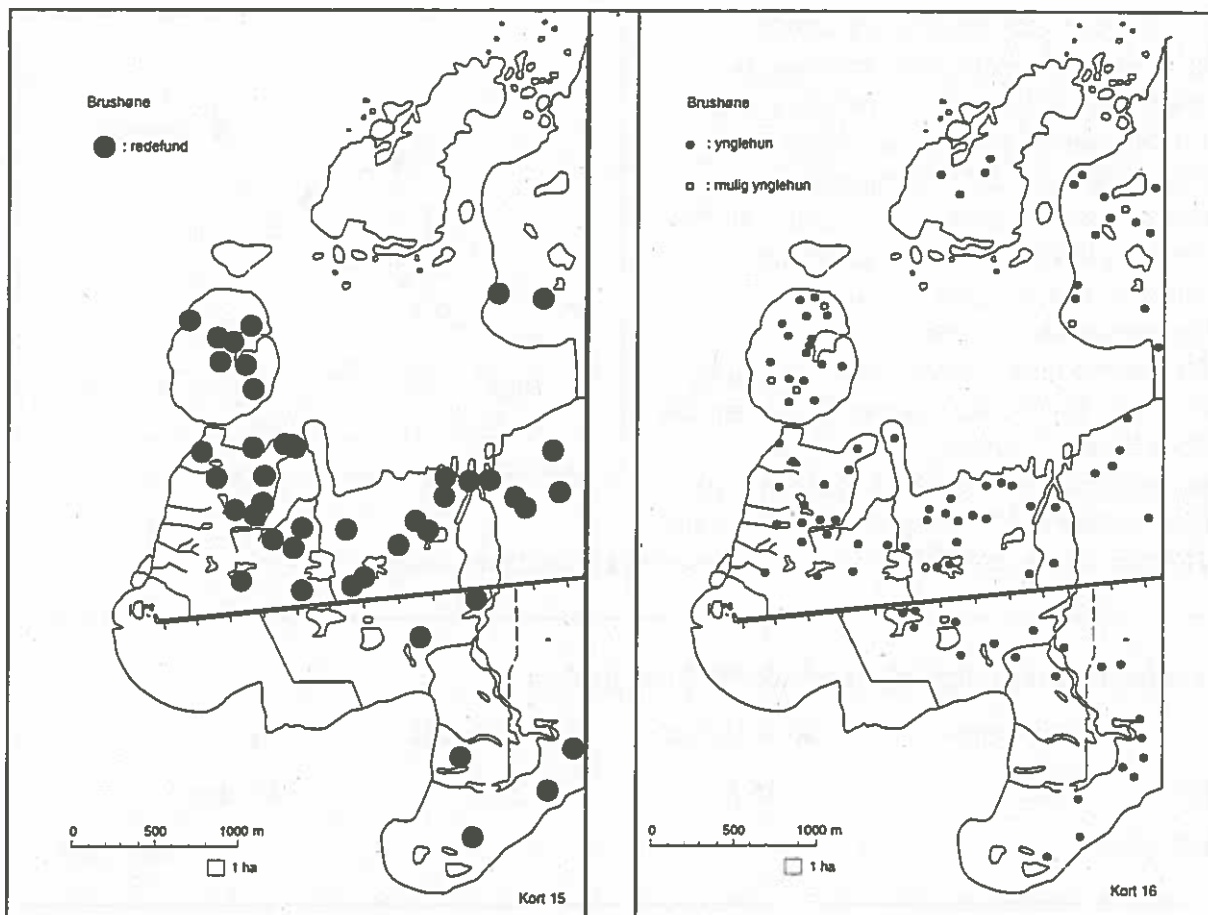 Brushøne
: redefund
0 500 1000 m
1 ha
Kort 15
Brushøne
: ynglehun
: mulig ynglehun
0 500 1000 m
1 ha
Kort 16